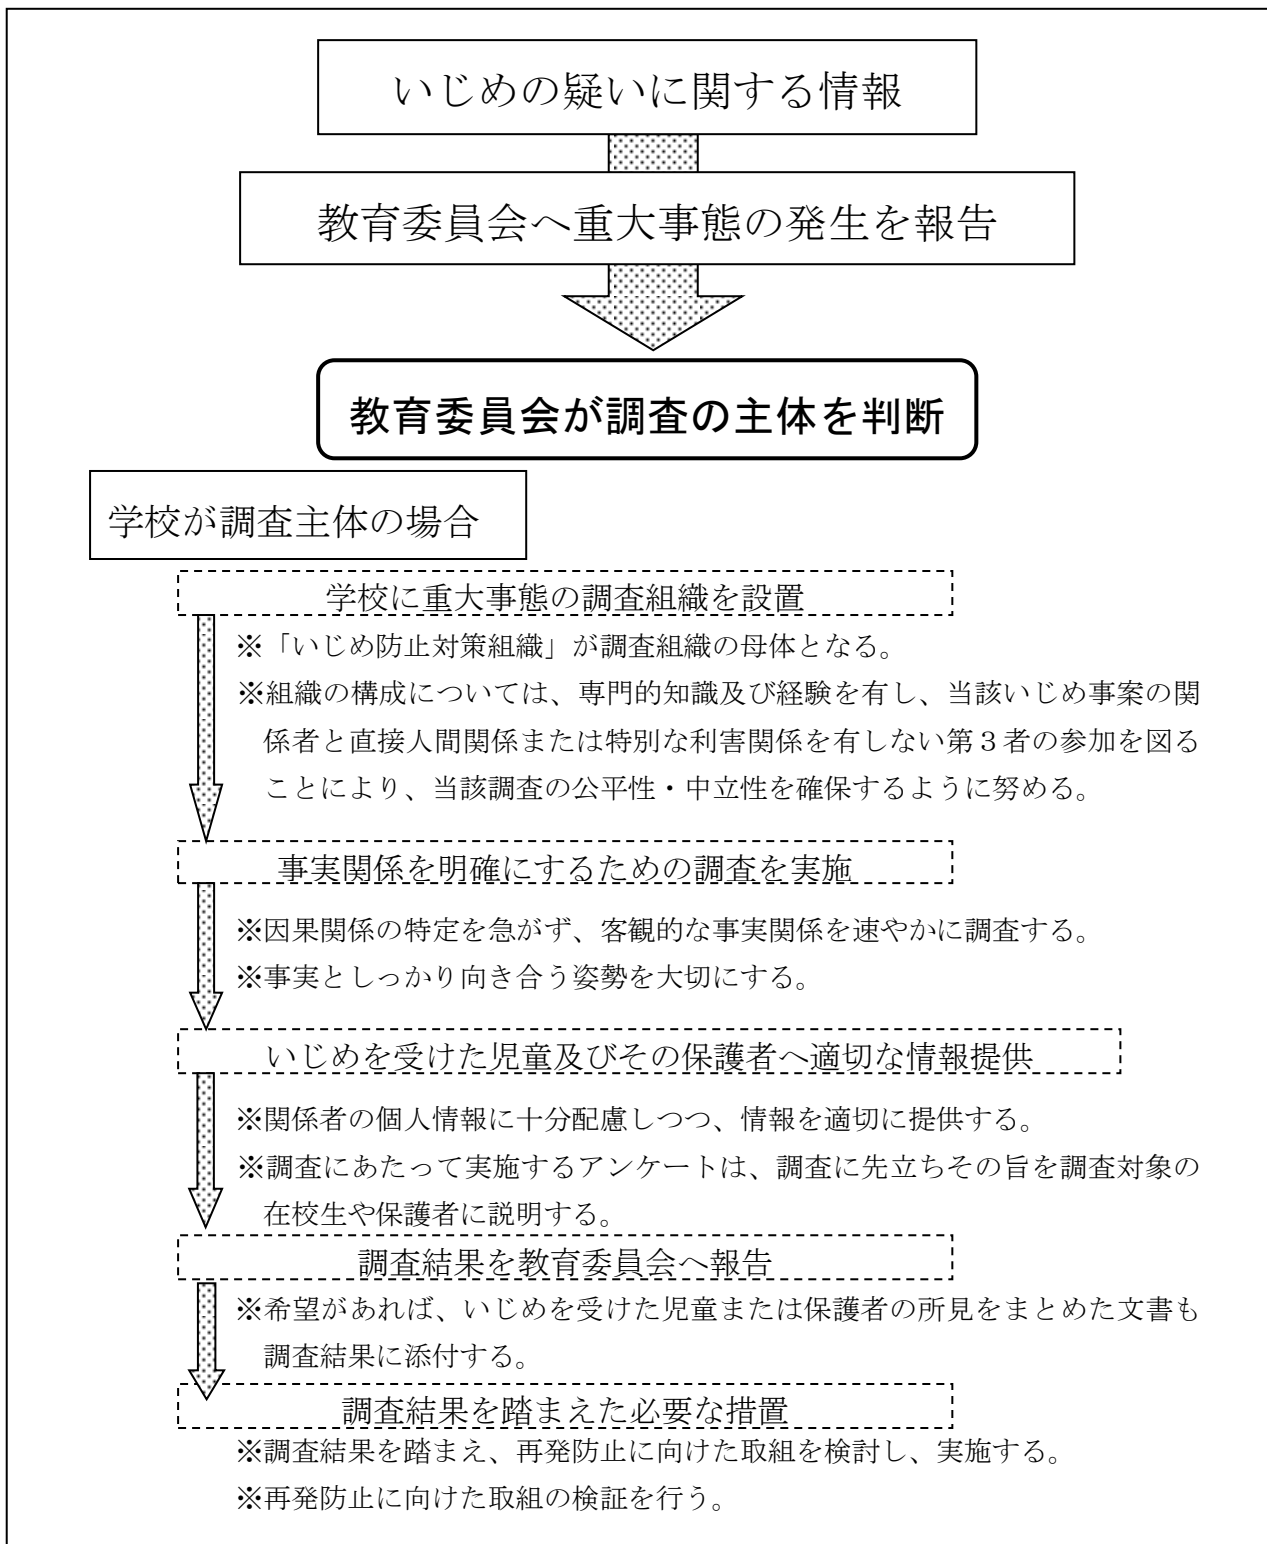 いじめの疑いに関する情報
教育委員会へ重大事態の発生を報告
教育委員会が調査の主体を判断
学校が調査主体の場合
学校に重大事態の調査組織を設置
※「いじめ防止対策組織」が調査組織の母体となる。
※組織の構成については、専門的知識及び経験を有し、当該いじめ事案の関
係者と直接人間関係または特別な利害関係を有しない第３者の参加を図る
ことにより、当該調査の公平性・中立性を確保するように努める。
事実関係を明確にするための調査を実施
※因果関係の特定を急がず、客観的な事実関係を速やかに調査する。
※事実としっかり向き合う姿勢を大切にする。
いじめを受けた児童及びその保護者へ適切な情報提供
※関係者の個人情報に十分配慮しつつ、情報を適切に提供する。
※調査にあたって実施するアンケートは、調査に先立ちその旨を調査対象の
在校生や保護者に説明する。
調査結果を教育委員会へ報告
※希望があれば、いじめを受けた児童または保護者の所見をまとめた文書も
調査結果に添付する。
調査結果を踏まえた必要な措置
※調査結果を踏まえ、再発防止に向けた取組を検討し、実施する。
※再発防止に向けた取組の検証を行う。